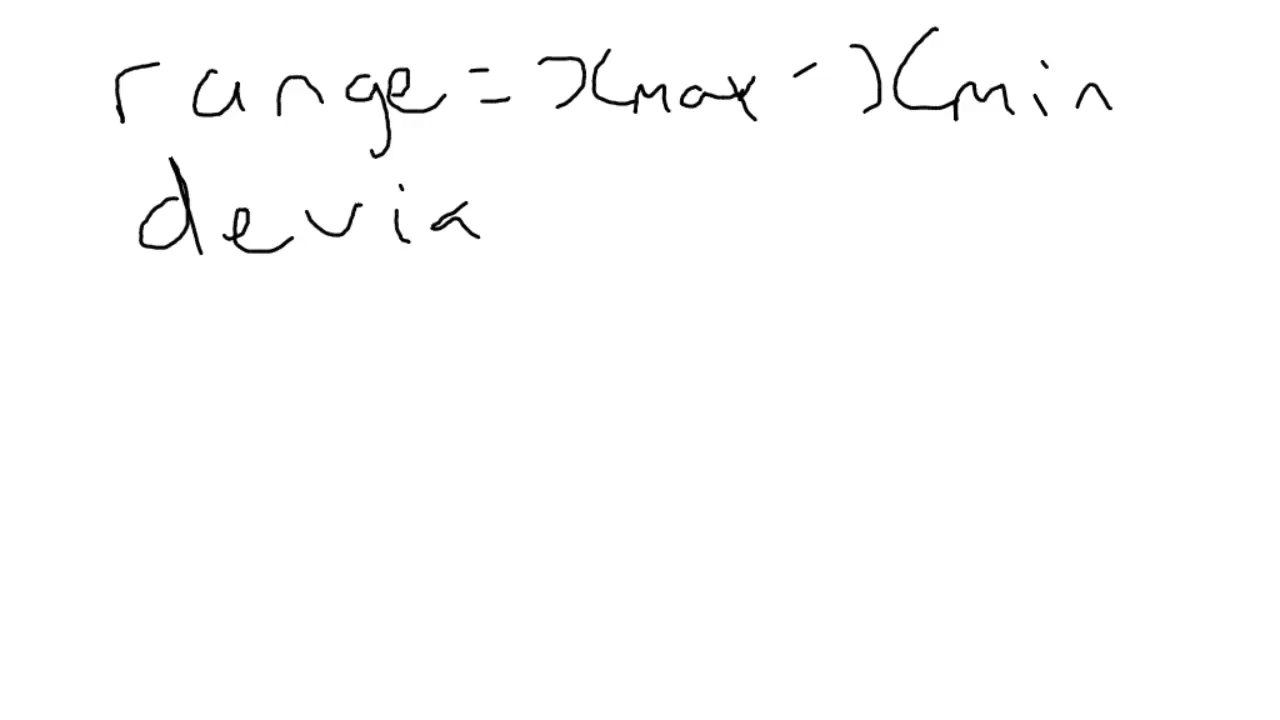 range = xmax - xmin
devia